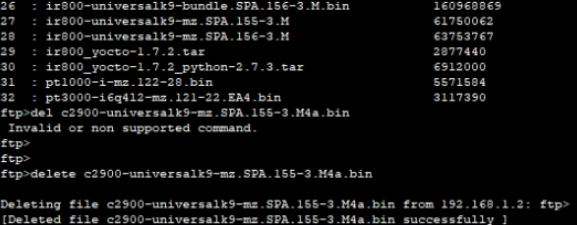 26 : ir800-universalk9-bundle.SPA.156-3.M.bin 160968869
27 : ir800-universalk9-mz.SPA.155-3.M 61750062
28 : ir800-universalk9-mz.SPA.156-3.M 63753767
29 : ir800_yocto-1.7.2.tar 2877440
30 : ir800_yocto-1.7.2_python-2.7.3.tar 6912000
31 : pt1000-i-mz.122-28.bin 5571584
32 : pt3000-i6q4l2-mz.121-22.EA4.bin 3117390
ftp>del c2900-universalk9-mz.SPA.155-3.M4a.bin
Invalid or non supported command.
ftp>
ftp>
ftp>delete c2900-universalk9-mz.SPA.155-3.M4a.bin
Deleting file c2900-universalk9-mz.SPA.155-3.M4a.bin from 192.168.1.2: ftp>
[Deleted file c2900-universalk9-mz.SPA.155-3.M4a.bin successfully ]